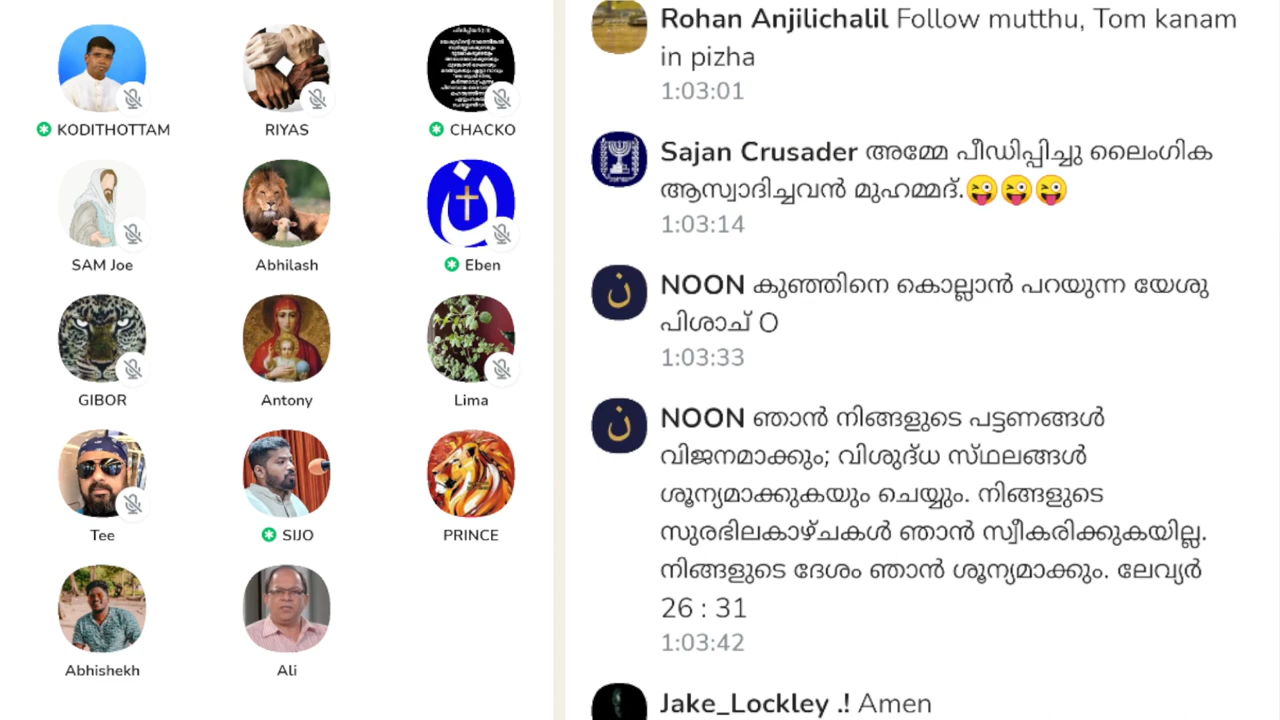 KODITHOTTAM
RIYAS
CHACKO
SAM Joe
Abhilash
Eben
GIBOR
Antony
Lima
Tee
SIJO
PRINCE
Abhishekh
Ali
Rohan Anjilichalil Follow mutthu, Tom kanam
in pizha
1:03:01
Sajan Crusader അമ്മേ പീഡിപ്പിച്ചു ലൈംഗിക
ആസ്വാദിച്ചവൻ മുഹമ്മദ്.😜😜😜
1:03:14
NOON കുഞ്ഞിനെ കൊല്ലാൻ പറയുന്ന യേശു
പിശാച് O
1:03:33
NOON ഞാൻ നിങ്ങളുടെ പട്ടണങ്ങൾ
വിജനമാക്കും; വിശുദ്ധ സ്ഥലങ്ങൾ
ശൂന്യമാക്കുകയും ചെയ്യും. നിങ്ങളുടെ
സുരഭിലകാഴ്ചകൾ ഞാൻ സ്വീകരിക്കുകയില്ല.
നിങ്ങളുടെ ദേശം ഞാൻ ശൂന്യമാക്കും. ലേവ്യർ
26 : 31
1:03:42
Jake_Lockley .! Amen